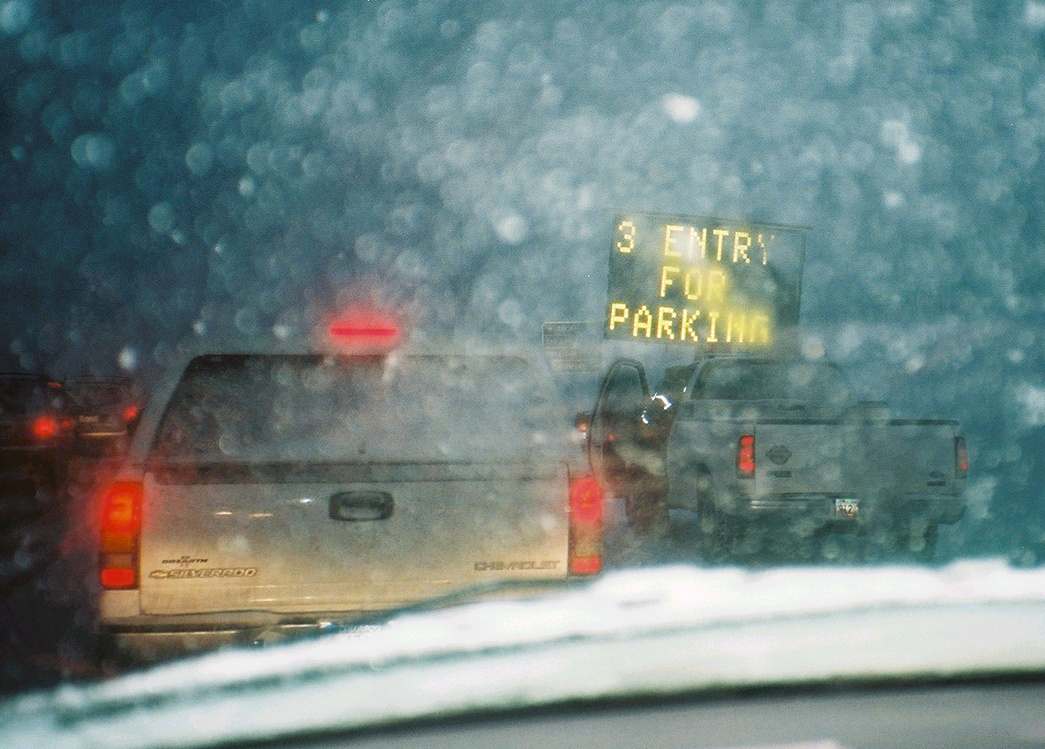 3 ENTRY
FOR
PARKING
SILVERADO
CHEVROLET